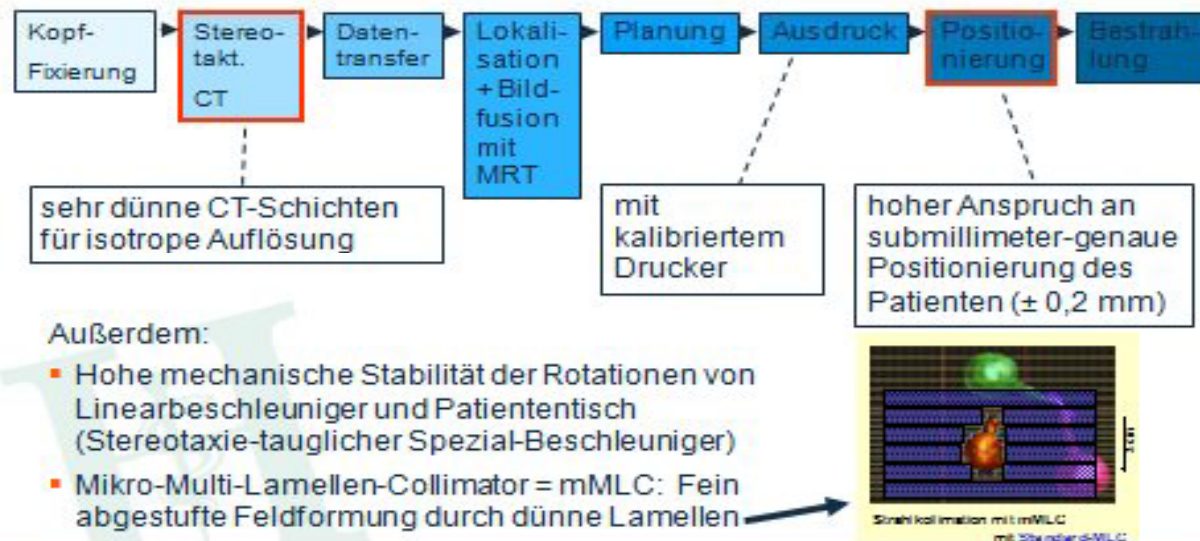 Kopf-
Fixierung
Stereo-
takt.
CT
Daten-
transfer
Lokali-
sation
+ Bild-
fusion
mit
MRT
Planung
Ausdruck
Positio-
nierung
Bestrah-
lung
sehr dünne CT-Schichten
für isotrope Auflösung
mit
kalibriertem
Drucker
hoher Anspruch an
submillimeter-genaue
Positionierung des
Patienten (± 0,2 mm)
Außerdem:
Hohe mechanische Stabilität der Rotationen von
Linearbeschleuniger und Patiententisch
(Stereotaxie-tauglicher Spezial-Beschleuniger)
Mikro-Multi-Lamellen-Collimator = mMLC: Fein
abgestufte Feldformung durch dünne Lamellen
Strahlkollimation mit mMLC
mit Standard-MLC